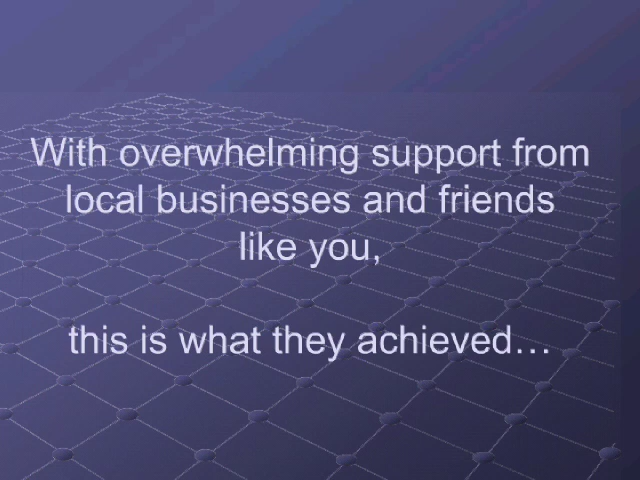 With overwhelming support from
local businesses and friends
like you,
this is what they achieved…